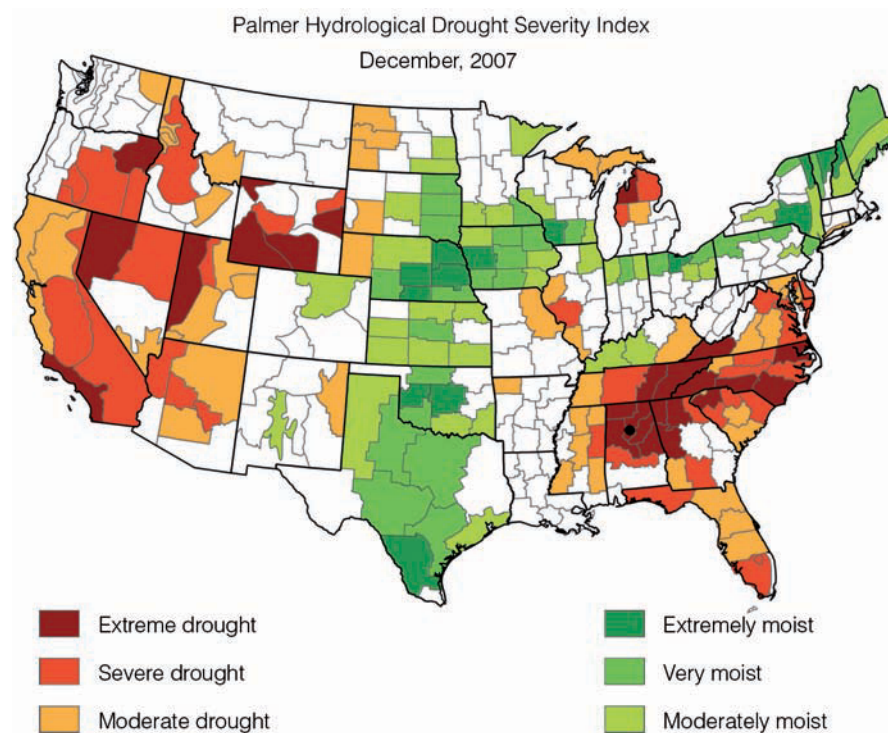 Palmer Hydrological Drought Severity Index
December, 2007
Extreme drought
Severe drought
Moderate drought
Extremely moist
Very moist
Moderately moist